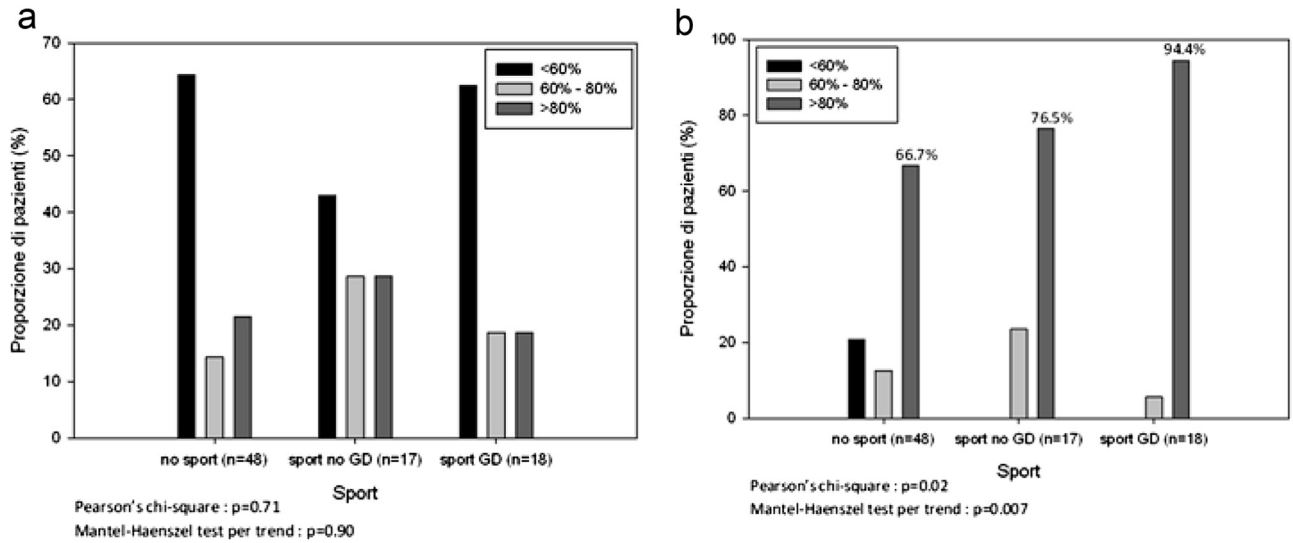 a
70
60
50
40
30
20
10
0
Proporzione di pazienti (%)
<60%
60% - 80%
>80%
no sport (n=48)
sport no GD (n=17)
sport GD (n=18)
Sport
Pearson's chi-square : p=0.71
Mantel-Haenszel test per trend : p=0.90
b
100
80
60
40
20
0
Proporzione di pazienti (%)
<60%
60% - 80%
>80%
66.7%
76.5%
94.4%
no sport (n=48)
sport no GD (n=17)
sport GD (n=18)
Sport
Pearson's chi-square : p=0.02
Mantel-Haenszel test per trend : p=0.007